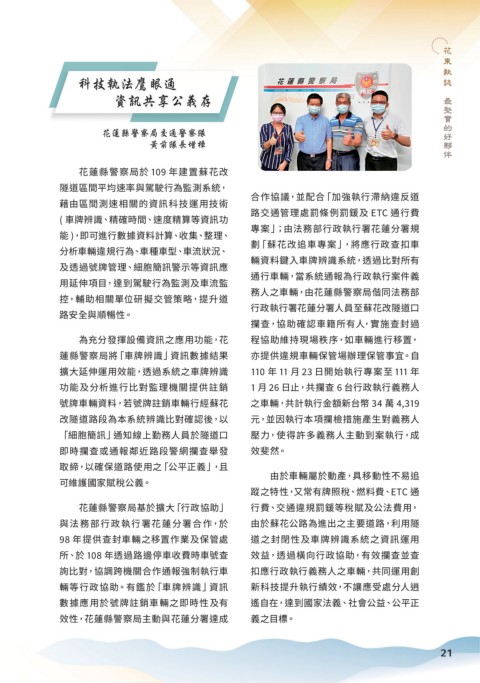 花東執誌　最堅實的好夥伴
科技執法鷹眼通
資訊共享公義存
花蓮縣警察局交通警察隊
黃前隊長增樟
花蓮縣警察局
花蓮縣警察局於 109 年建置蘇花改
隧道區間平均速率與駕駛行為監測系統，
藉由區間測速相關的資訊科技運用技術
( 車牌辨識、精確時間、速度精算等資訊功
能 )，即可進行數據資料計算、收集、整理、
分析車輛違規行為、車種車型、車流狀況、
及透過號牌管理、細胞簡訊警示等資訊應
用延伸項目，達到駕駛行為監測及車流監
控，輔助相關單位研擬交管策略，提升道
路安全與順暢性。
為充分發揮設備資訊之應用功能，花
蓮縣警察局將「車牌辨識」資訊數據結果
擴大延伸運用效能，透過系統之車牌辨識
功能及分析進行比對監理機關提供註銷
號牌車輛資料，若號牌註銷車輛行經蘇花
改隧道路段為本系統辨識比對確認後，以
「細胞簡訊」通知線上勤務人員於隧道口
即時攔查或通報鄰近路段警網攔查舉發
取締，以確保道路使用之「公平正義」，且
可維護國家賦稅公義。
花蓮縣警察局基於擴大「行政協助」
與法務部行政執行署花蓮分署合作，於
98 年提供查封車輛之移置作業及保管處
所、於 108 年透過路邊停車收費時車號查
詢比對，協調跨機關合作通報強制執行車
輛等行政協助。有鑑於「車牌辨識」資訊
數據應用於號牌註銷車輛之即時性及有
效性，花蓮縣警察局主動與花蓮分署達成
合作協議，並配合「加強執行滯納違反道
路交通管理處罰條例罰鍰及 ETC 通行費
專案」；由法務部行政執行署花蓮分署規
劃「蘇花改追車專案」，將應行政查扣車
輛資料鍵入車牌辨識系統，透過比對所有
通行車輛，當系統通報為行政執行案件義
務人之車輛，由花蓮縣警察局偕同法務部
行政執行署花蓮分署人員至蘇花改隧道口
攔查，協助確認車籍所有人，實施查封過
程協助維持現場秩序，如車輛進行移置，
亦提供違規車輛保管場辦理保管事宜。自
110 年 11 月 23 日開始執行專案至 111 年
1 月 26 日止，共攔查 6 台行政執行義務人
之車輛，共計執行金額新台幣 34 萬 4,319
元，並因執行本項攔檢措施產生對義務人
壓力，使得許多義務人主動到案執行，成
效斐然。
由於車輛屬於動產，具移動性不易追
蹤之特性，又常有牌照稅、燃料費、ETC 通
行費、交通違規罰鍰等稅賦及公法費用，
由於蘇花公路為進出之主要道路，利用隧
道之封閉性及車牌辨識系統之資訊運用
效益，透過橫向行政協助，有效攔查並查
扣應行政執行義務人之車輛，共同運用創
新科技提升執行績效，不讓應受處分人逍
遙自在，達到國家法義、社會公益、公平正
義之目標。
21